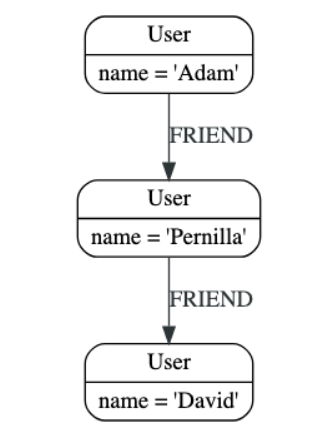 User
name = 'Adam'
FRIEND
User
name = 'Pernilla'
FRIEND
User
name = 'David'